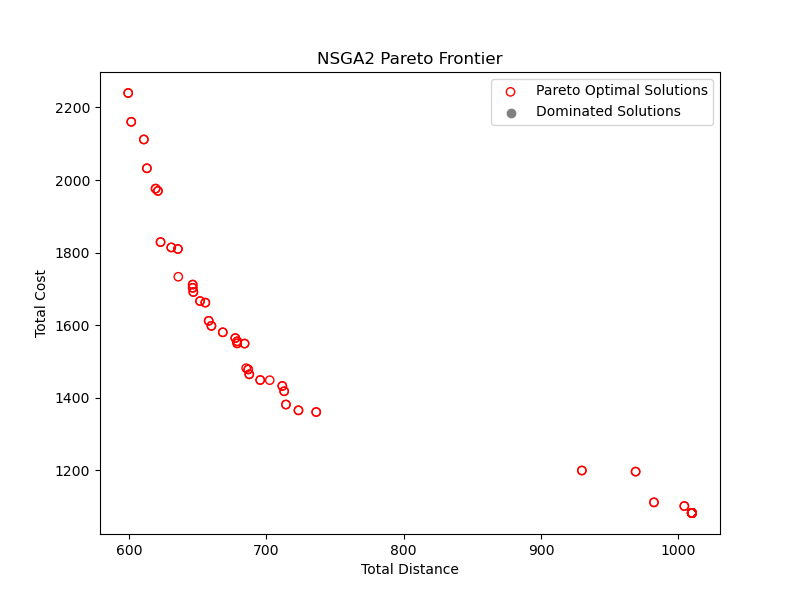 NSGA2 Pareto Frontier
Pareto Optimal Solutions
Dominated Solutions
2200
2000
1800
1600
1400
1200
Total Cost
600 700 800 900 1000
Total Distance